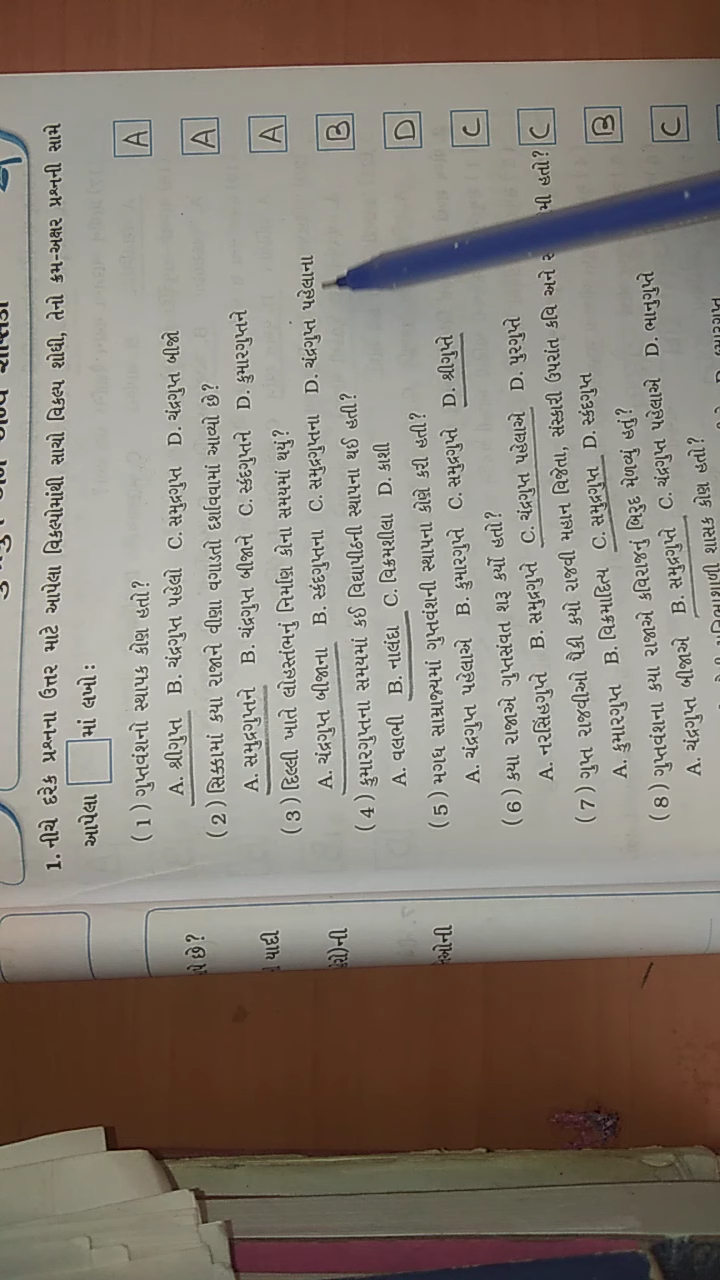 1. નીચે દરેક પ્રશ્નના ઉત્તર માટે આપેલા વિકલ્પોમાંથી સાચો વિકલ્પ શોધી, તેનો ક્રમ-અક્ષર પ્રશ્નની સામે
આપેલા માં લખો :
(1) ગુપ્તવંશનો સ્થાપક કોણ હતો? A
A. શ્રીગુપ્ત B. ચંદ્રગુપ્ત પહેલો C. સમુદ્રગુપ્ત D. ચંદ્રગુપ્ત બીજો
(2) સિક્કામાં કયા રાજાને વીણા વગાડતો દર્શાવવામાં આવ્યો છે? A
A. સમુદ્રગુપ્તને B. ચંદ્રગુપ્ત બીજાને C. સ્કંદગુપ્તને D. કુમારગુપ્તને
(3) દિલ્લી ખાતે લોહસ્તંભનું નિર્માણ કોના સમયમાં થયું? A
A. ચંદ્રગુપ્ત બીજાના B. સ્કંદગુપ્તના C. સમુદ્રગુપ્તના D. ચંદ્રગુપ્ત પહેલાના
(4) કુમારગુપ્તના સમયમાં કઈ વિદ્યાપીઠની સ્થાપના થઈ હતી? B
A. વલભી B. નાલંદા C. વિક્રમશીલા D. કાશી
(5) મગધ સામ્રાજ્યમાં ગુપ્તવંશની સ્થાપના કોણે કરી હતી? D
A. ચંદ્રગુપ્ત પહેલાએ B. કુમારગુપ્તે C. સમુદ્રગુપ્તે D. શ્રીગુપ્તે
(6) કયા રાજાએ ગુપ્તસંવત શરૂ કર્યો હતો? C
A. નરસિંહગુપ્તે B. સમુદ્રગુપ્તે C. ચંદ્રગુપ્ત પહેલાએ D. પુરગુપ્તે
(7) ગુપ્ત રાજવીઓ પૈકી કયો રાજવી મહાન વિજેતા, સંસ્કારી ઉપરાંત કવિ અને હતો? C
A. કુમારગુપ્ત B. વિક્રમાદિત્ય C. સમુદ્રગુપ્ત D. સ્કંદગુપ્ત
(8) ગુપ્તવંશના કયા રાજાએ કવિરાજનું બિરુદ મેળવ્યું હતું? B
A. ચંદ્રગુપ્ત બીજાએ B. સમુદ્રગુપ્તે C. ચંદ્રગુપ્ત પહેલાએ D. ભાનુગુપ્તે
શાસક કોણ હતો? C
છે?
યાદી